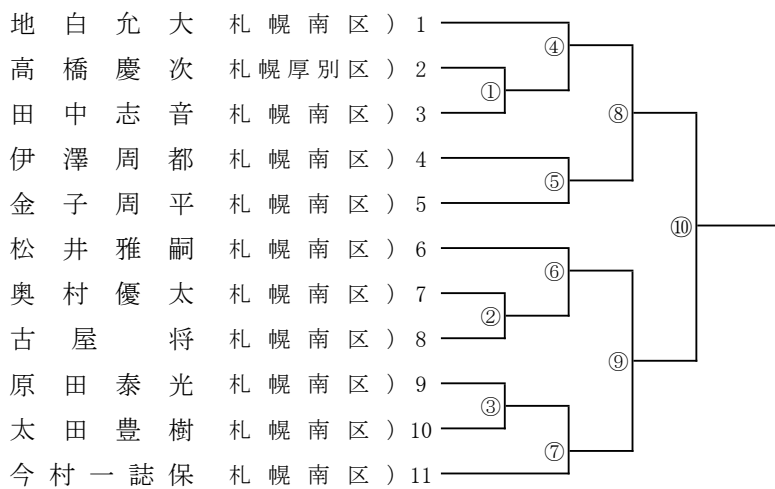 地白允大 札幌南区) 1
高橋慶次 札幌厚別区) 2
田中志音 札幌南区) 3
伊澤周都 札幌南区) 4
金子周平 札幌南区) 5
松井雅嗣 札幌南区) 6
奥村優太 札幌南区) 7
古屋 将 札幌南区) 8
原田泰光 札幌南区) 9
太田豊樹 札幌南区) 10
今村一誌保 札幌南区) 11
①
②
③
④
⑤
⑥
⑦
⑧
⑨
⑩